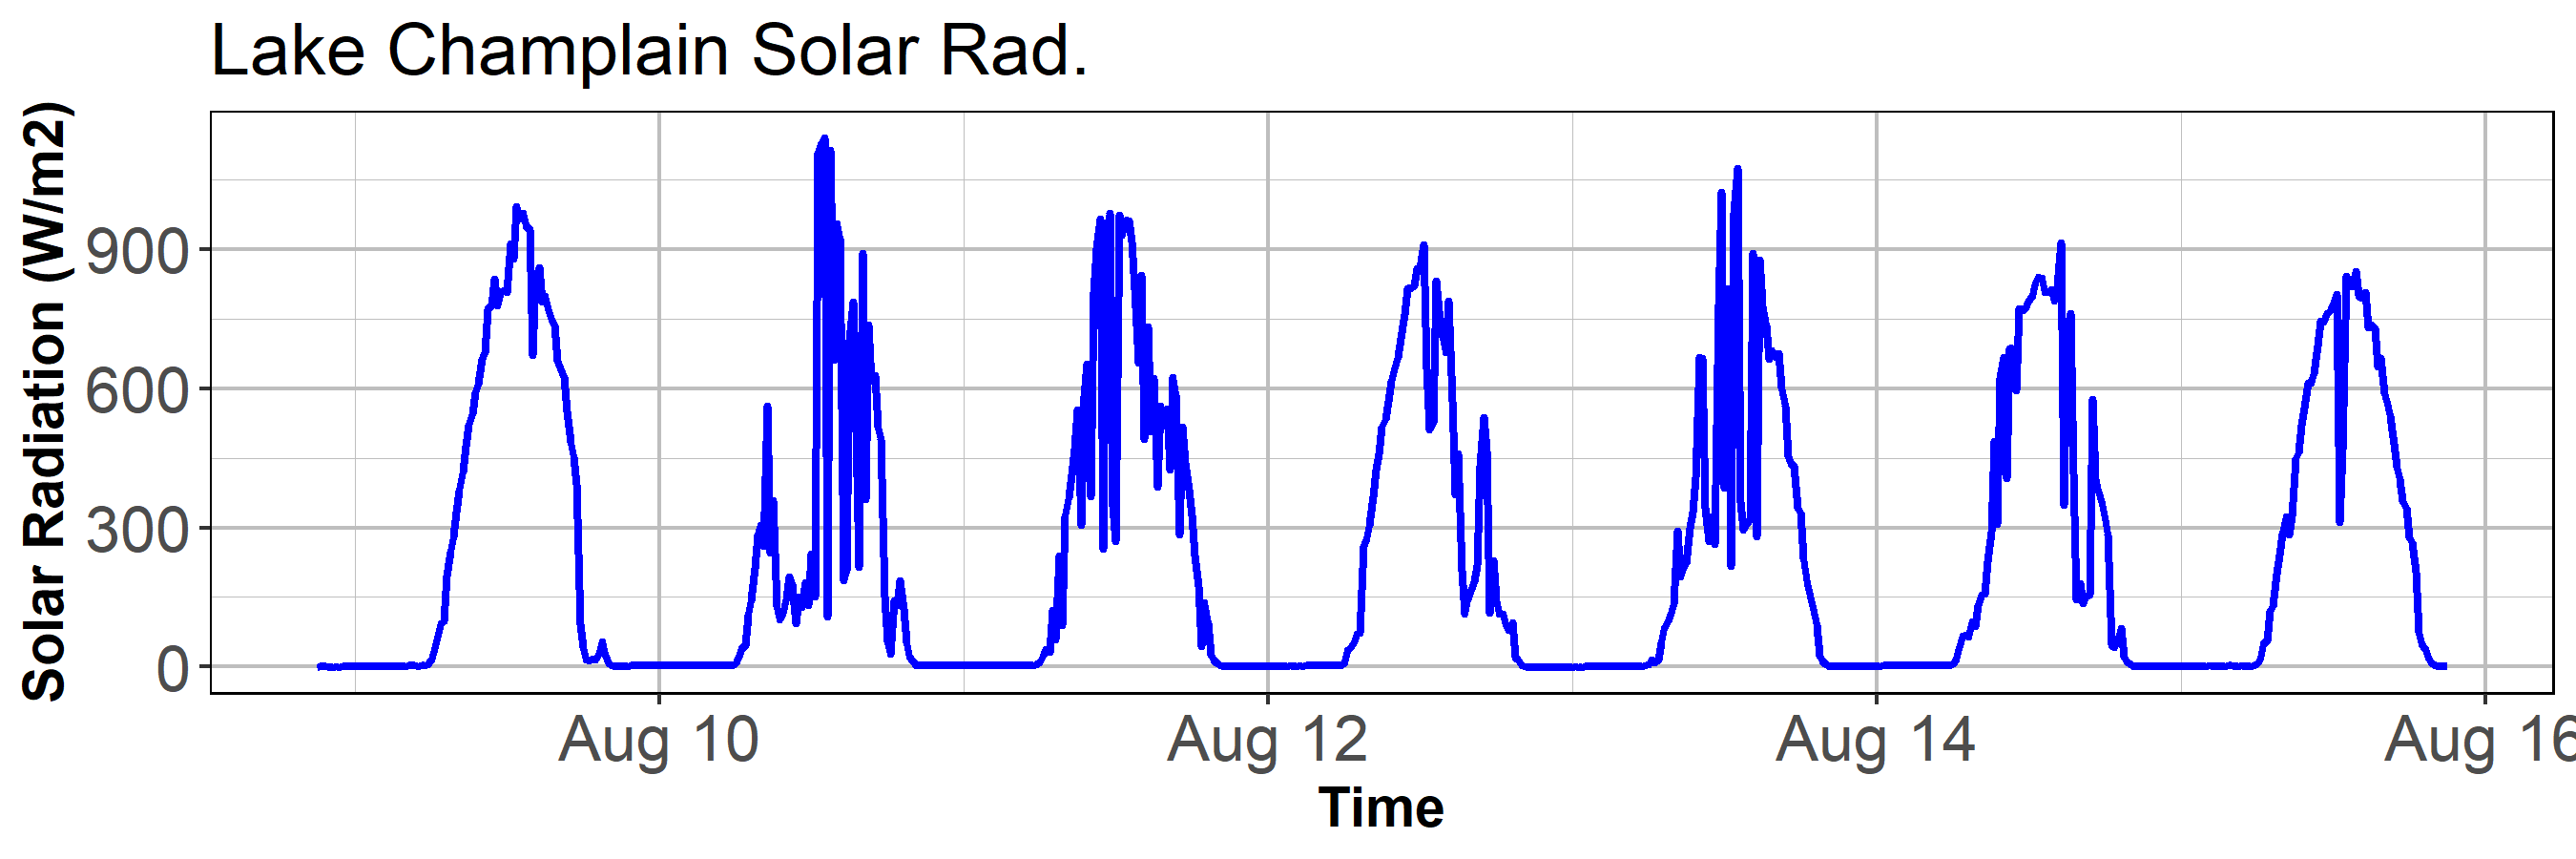 Lake Champlain Solar Rad.
Solar Radiation (W/m2)
900
600
300
0
Aug 10
Aug 12
Aug 14
Aug 16
Time